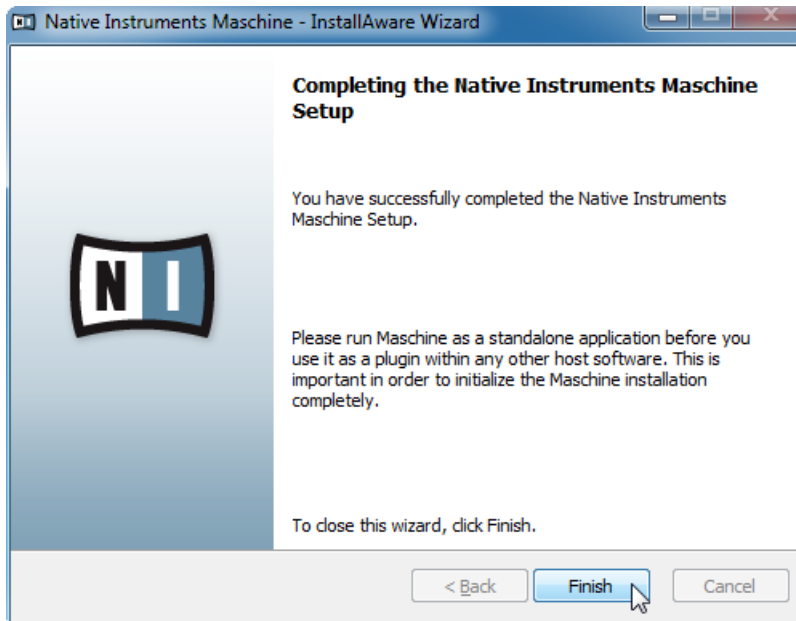 Native Instruments Maschine - InstallAware Wizard
Completing the Native Instruments Maschine
Setup
You have successfully completed the Native Instruments
Maschine Setup.
N I
Please run Maschine as a standalone application before you
use it as a plugin within any other host software. This is
important in order to initialize the Maschine installation
completely.
To close this wizard, click Finish.
< Back
Finish
Cancel